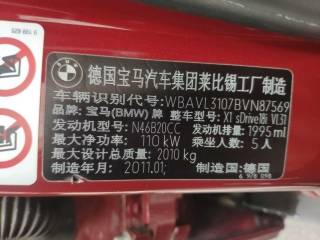 德国宝马汽车集团莱比锡工厂制造
车辆识别代号:WBAVL3107BVN87569
品牌:宝马(BMW)牌 整车型号:X1 sDrive18i VL31
发动机型号:N46B20CC 发动机排量:1995 ml
最大净功率: 110 kW 乘坐人数: 5 人
最大设计总质量: 2010 kg
制造年月: 2011.01; 制造国:德国